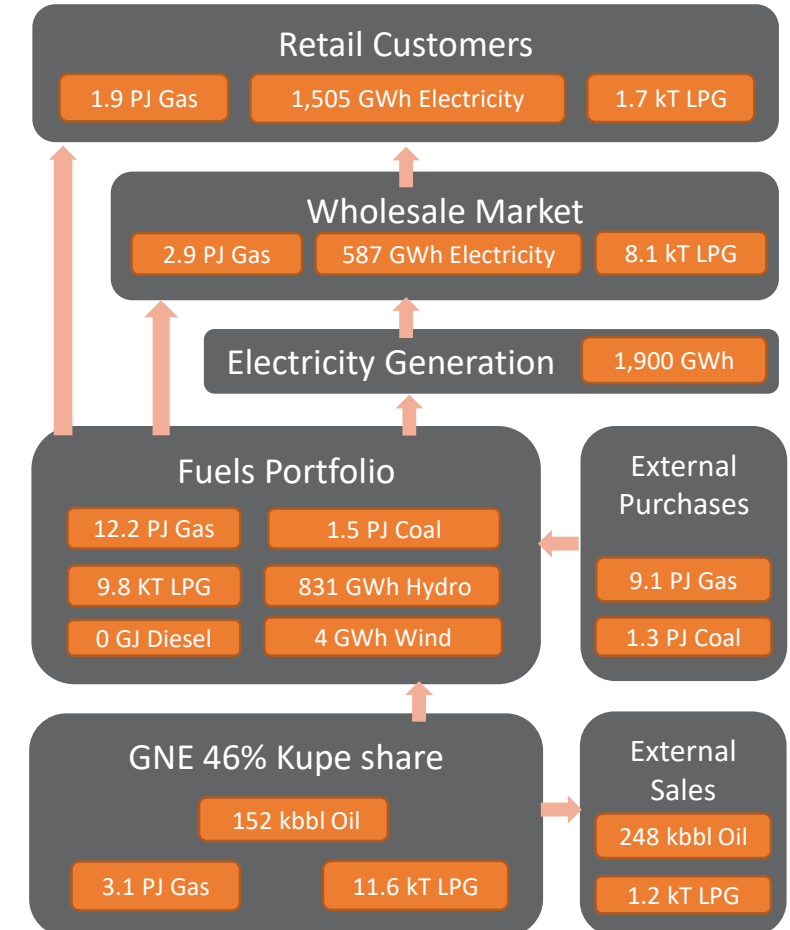 Retail Customers
1.9 PJ Gas
1,505 GWh Electricity
1.7 kT LPG
Wholesale Market
2.9 PJ Gas
587 GWh Electricity
8.1 kT LPG
Electricity Generation
1,900 GWh
Fuels Portfolio
12.2 PJ Gas
1.5 PJ Coal
9.8 KT LPG
831 GWh Hydro
0 GJ Diesel
4 GWh Wind
External
Purchases
9.1 PJ Gas
1.3 PJ Coal
GNE 46% Kupe share
152 kbbl Oil
3.1 PJ Gas
11.6 kT LPG
External
Sales
248 kbbl Oil
1.2 kT LPG